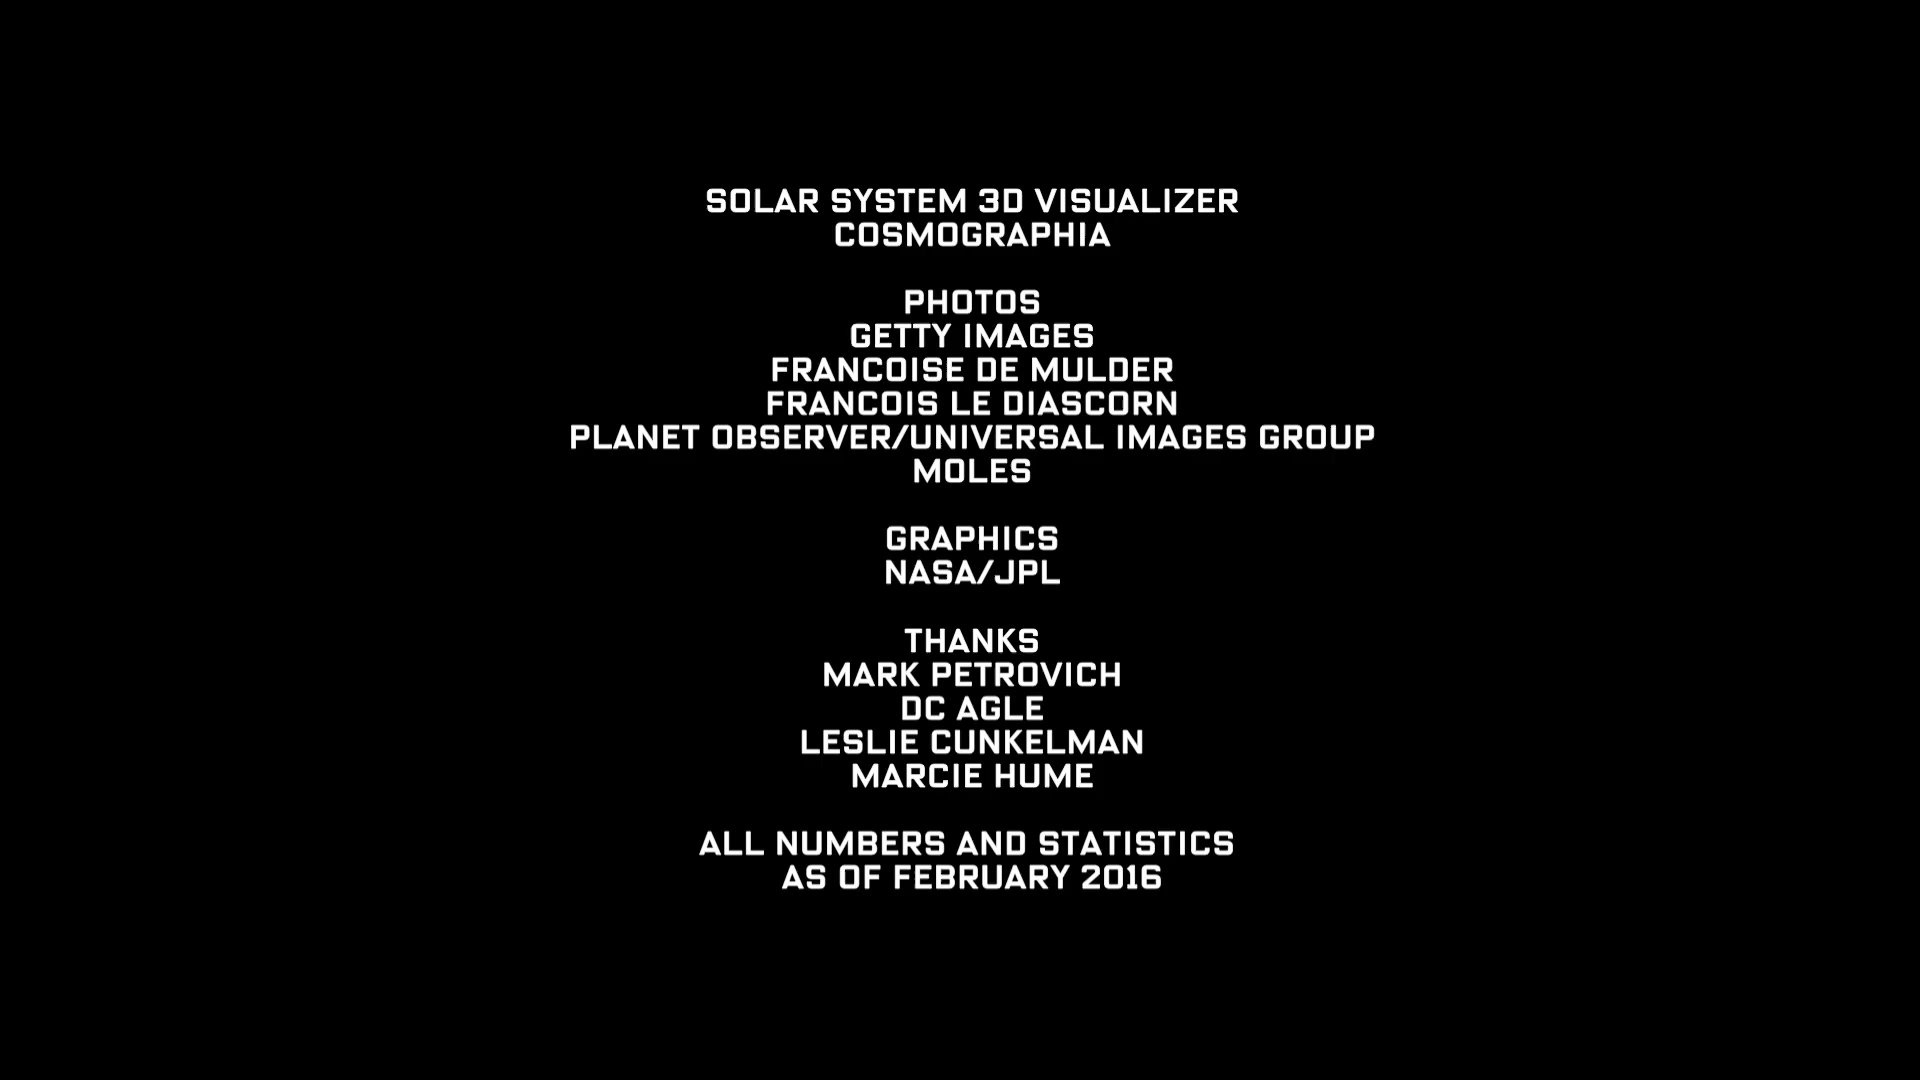 SOLAR SYSTEM 3D VISUALIZER
COSMOGRAPHIA
PHOTOS
GETTY IMAGES
FRANCOISE DE MULDER
FRANCOIS LE DIASCORN
PLANET OBSERVER/UNIVERSAL IMAGES GROUP
MOLES
GRAPHICS
NASA/JPL
THANKS
MARK PETROVICH
DC AGLE
LESLIE CUNKELMAN
MARCIE HUME
ALL NUMBERS AND STATISTICS
AS OF FEBRUARY 2016